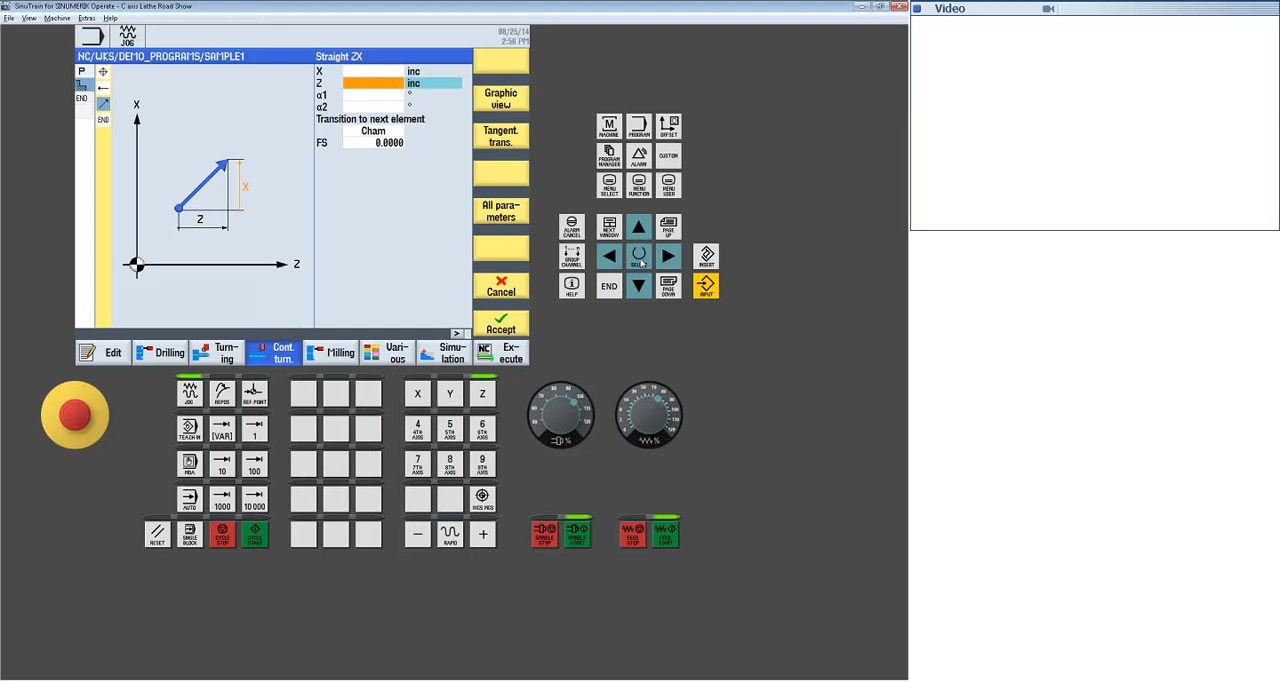 SinuTrain for SINUMERIK Operate - C axis Lathe Road Show
Video
File View Machine Extras Help
JOG
08/25/14
2:56 PM
NC/WKS/DEMO_PROGRAMS/SAMPLE1
Straight ZX
P
END
END
X inc
Z inc
α1 °
α2 °
Transition to next element
Cham
FS 0.0000
X
X
Z
Z
Graphic
view
Tangent.
trans.
All para-
meters
Cancel
Accept
>
Edit
Drilling
Turn-
ing
Cont.
turn.
Milling
Vari-
ous
Simu-
lation
NC
Ex-
ecute
M
MACHINE
PROGRAM
OFFSET
PROGRAM
MANAGER
ALARM
CUSTOM
MENU
SELECT
MENU
FUNCTION
MENU
USER
ALARM
CANCEL
NEXT
WINDOW
PAGE
UP
GROUP
CHANNEL
INSERT
HELP
END
PAGE
DOWN
INPUT
JOG
REPOS
REF.POINT
X
Y
Z
TEACH IN
[VAR]
1
4
4TH
AXIS
5
5TH
AXIS
6
6TH
AXIS
MDA
10
100
7
7TH
AXIS
8
8TH
AXIS
9
9TH
AXIS
AUTO
1000
10 000
WCS MCS
RESET
SINGLE
BLOCK
CYCLE
STOP
CYCLE
START
−
RAPID
+
SPINDLE
STOP
SPINDLE
START
FEED
STOP
FEED
START
%
%